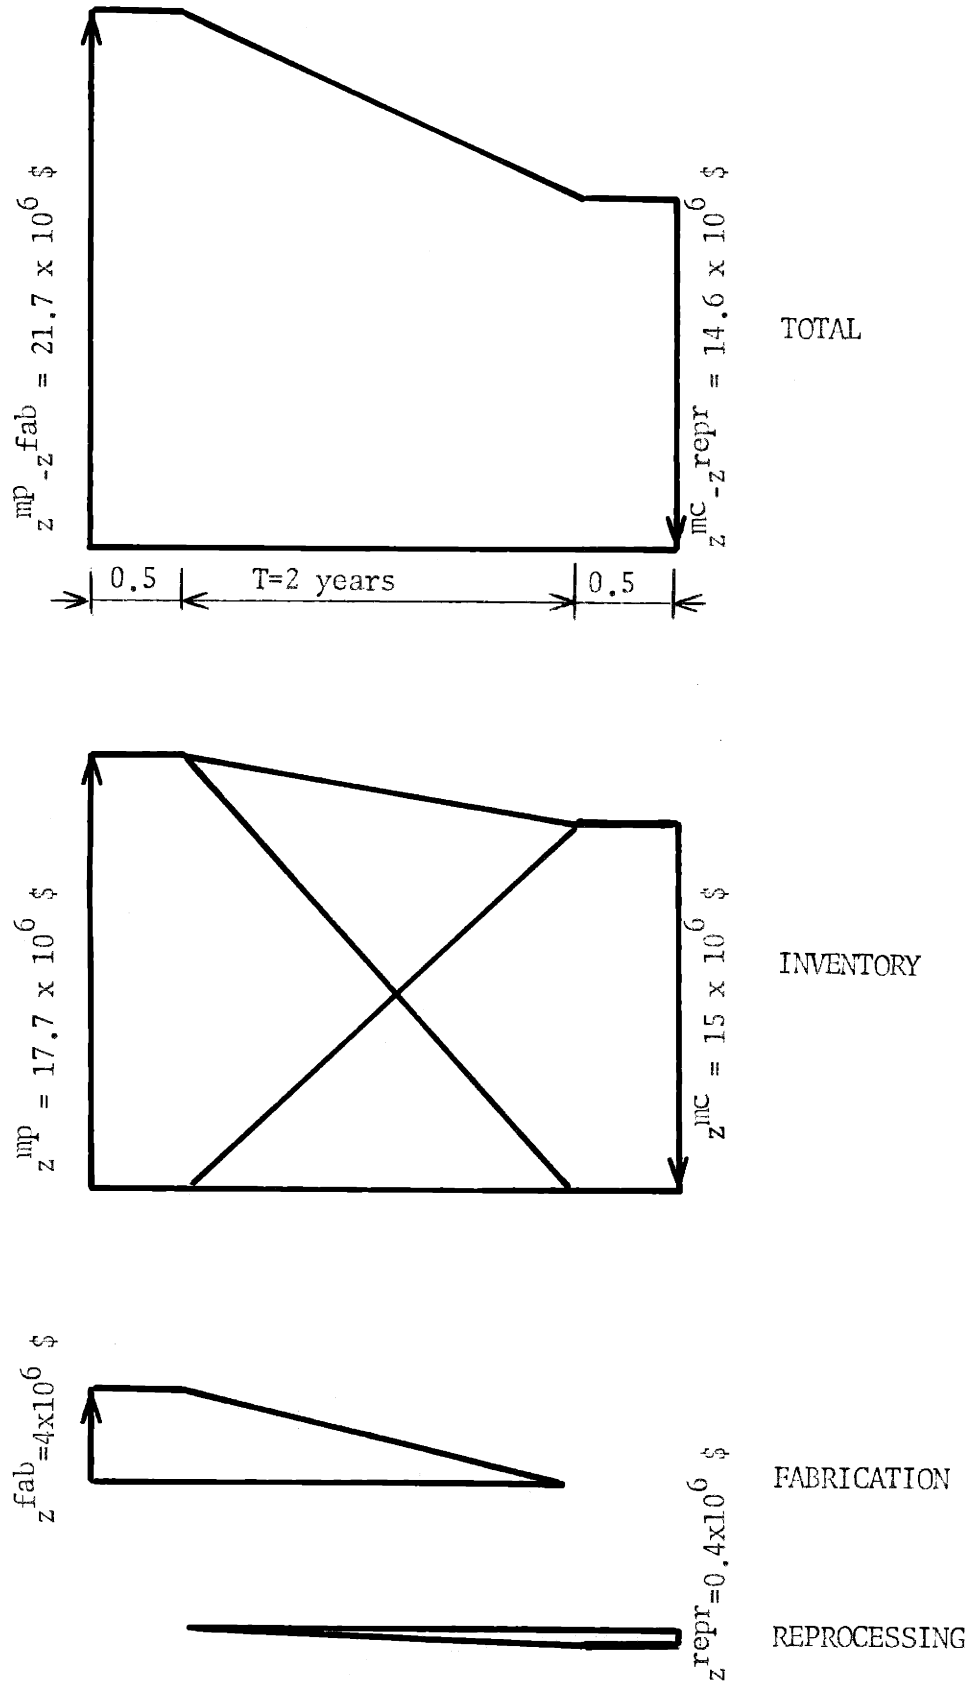 z^mp -z^fab = 21.7 x 10^6 $
z^mc -z^repr = 14.6 x 10^6 $
TOTAL
0.5
T=2 years
0.5
z^mp = 17.7 x 10^6 $
z^mc = 15 x 10^6 $
INVENTORY
z^fab =4x10^6 $
FABRICATION
z^repr =0.4x10^6 $
REPROCESSING